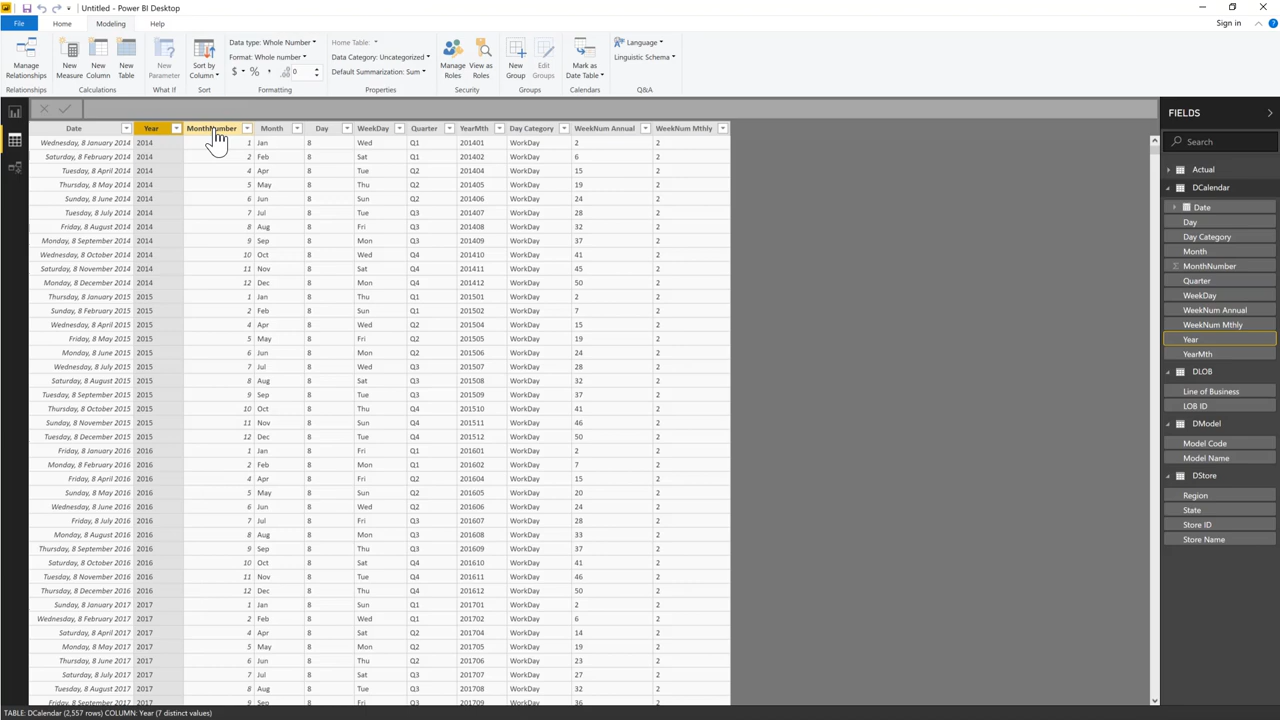 Untitled - Power BI Desktop
File Home Modeling Help Sign in
Manage Relationships
New Measure New Column New Table
New Parameter
Sort by Column
Data type: Whole Number
Format: Whole number
$ % , 0
Home Table:
Data Category: Uncategorized
Default Summarization: Sum
Manage Roles View as Roles
New Group Edit Groups
Mark as Date Table
Language
Linguistic Schema
Relationships Calculations What If Sort Formatting Properties Security Groups Calendars Q&A
Date Year MonthNumber Month Day WeekDay Quarter YearMth Day Category WeekNum Annual WeekNum Mthly
Wednesday, 8 January 2014 2014 1 Jan 8 Wed Q1 201401 WorkDay 2 2
Saturday, 8 February 2014 2014 2 Feb 8 Sat Q1 201402 WorkDay 6 2
Tuesday, 8 April 2014 2014 4 Apr 8 Tue Q2 201404 WorkDay 15 2
Thursday, 8 May 2014 2014 5 May 8 Thu Q2 201405 WorkDay 19 2
Sunday, 8 June 2014 2014 6 Jun 8 Sun Q2 201406 WorkDay 24 2
Tuesday, 8 July 2014 2014 7 Jul 8 Tue Q3 201407 WorkDay 28 2
Friday, 8 August 2014 2014 8 Aug 8 Fri Q3 201408 WorkDay 32 2
Monday, 8 September 2014 2014 9 Sep 8 Mon Q3 201409 WorkDay 37 2
Wednesday, 8 October 2014 2014 10 Oct 8 Wed Q4 201410 WorkDay 41 2
Saturday, 8 November 2014 2014 11 Nov 8 Sat Q4 201411 WorkDay 45 2
Monday, 8 December 2014 2014 12 Dec 8 Mon Q4 201412 WorkDay 50 2
Thursday, 8 January 2015 2015 1 Jan 8 Thu Q1 201501 WorkDay 2 2
Sunday, 8 February 2015 2015 2 Feb 8 Sun Q1 201502 WorkDay 7 2
Wednesday, 8 April 2015 2015 4 Apr 8 Wed Q2 201504 WorkDay 15 2
Friday, 8 May 2015 2015 5 May 8 Fri Q2 201505 WorkDay 19 2
Monday, 8 June 2015 2015 6 Jun 8 Mon Q2 201506 WorkDay 24 2
Wednesday, 8 July 2015 2015 7 Jul 8 Wed Q3 201507 WorkDay 28 2
Saturday, 8 August 2015 2015 8 Aug 8 Sat Q3 201508 WorkDay 32 2
Tuesday, 8 September 2015 2015 9 Sep 8 Tue Q3 201509 WorkDay 37 2
Thursday, 8 October 2015 2015 10 Oct 8 Thu Q4 201510 WorkDay 41 2
Sunday, 8 November 2015 2015 11 Nov 8 Sun Q4 201511 WorkDay 46 2
Tuesday, 8 December 2015 2015 12 Dec 8 Tue Q4 201512 WorkDay 50 2
Friday, 8 January 2016 2016 1 Jan 8 Fri Q1 201601 WorkDay 2 2
Monday, 8 February 2016 2016 2 Feb 8 Mon Q1 201602 WorkDay 7 2
Friday, 8 April 2016 2016 4 Apr 8 Fri Q2 201604 WorkDay 15 2
Sunday, 8 May 2016 2016 5 May 8 Sun Q2 201605 WorkDay 20 2
Wednesday, 8 June 2016 2016 6 Jun 8 Wed Q2 201606 WorkDay 24 2
Friday, 8 July 2016 2016 7 Jul 8 Fri Q3 201607 WorkDay 28 2
Monday, 8 August 2016 2016 8 Aug 8 Mon Q3 201608 WorkDay 33 2
Thursday, 8 September 2016 2016 9 Sep 8 Thu Q3 201609 WorkDay 37 2
Saturday, 8 October 2016 2016 10 Oct 8 Sat Q4 201610 WorkDay 41 2
Tuesday, 8 November 2016 2016 11 Nov 8 Tue Q4 201611 WorkDay 46 2
Thursday, 8 December 2016 2016 12 Dec 8 Thu Q4 201612 WorkDay 50 2
Sunday, 8 January 2017 2017 1 Jan 8 Sun Q1 201701 WorkDay 2 2
Wednesday, 8 February 2017 2017 2 Feb 8 Wed Q1 201702 WorkDay 6 2
Saturday, 8 April 2017 2017 4 Apr 8 Sat Q2 201704 WorkDay 14 2
Monday, 8 May 2017 2017 5 May 8 Mon Q2 201705 WorkDay 19 2
Thursday, 8 June 2017 2017 6 Jun 8 Thu Q2 201706 WorkDay 23 2
Saturday, 8 July 2017 2017 7 Jul 8 Sat Q3 201707 WorkDay 27 2
Tuesday, 8 August 2017 2017 8 Aug 8 Tue Q3 201708 WorkDay 32 2
Friday, 8 September 2017 2017 9 Sep 8 Fri Q3 201709 WorkDay 36 2
FIELDS
Search
Actual
DCalendar
Date
Day
Day Category
Month
MonthNumber
Quarter
WeekDay
WeekNum Annual
WeekNum Mthly
Year
YearMth
DLOB
Line of Business
LOB ID
DModel
Model Code
Model Name
DStore
Region
State
Store ID
Store Name
TABLE: DCalendar (2,557 rows) COLUMN: Year (7 distinct values)